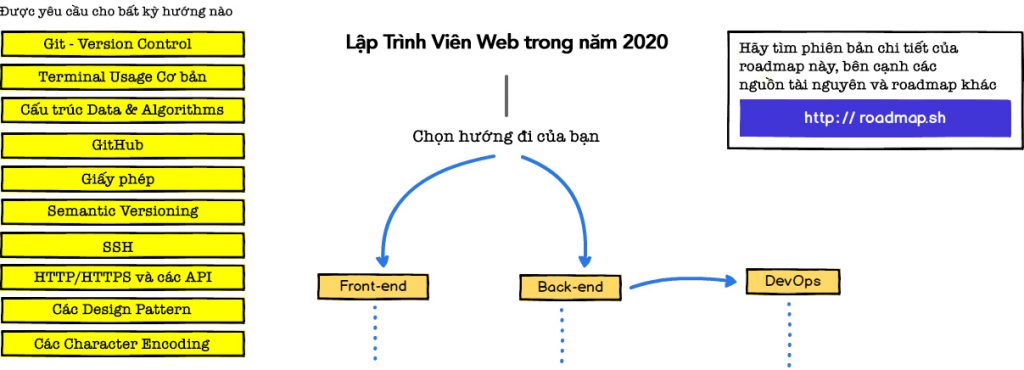 Được yêu cầu cho bất kỳ hướng nào
Git - Version Control
Terminal Usage Cơ bản
Cấu trúc Data & Algorithms
GitHub
Giấy phép
Semantic Versioning
SSH
HTTP/HTTPS và các API
Các Design Pattern
Các Character Encoding
Lập Trình Viên Web trong năm 2020
Chọn hướng đi của bạn
Front-end
Back-end
DevOps
Hãy tìm phiên bản chi tiết của
roadmap này, bên cạnh các
nguồn tài nguyên và roadmap khác
http: // roadmap.sh